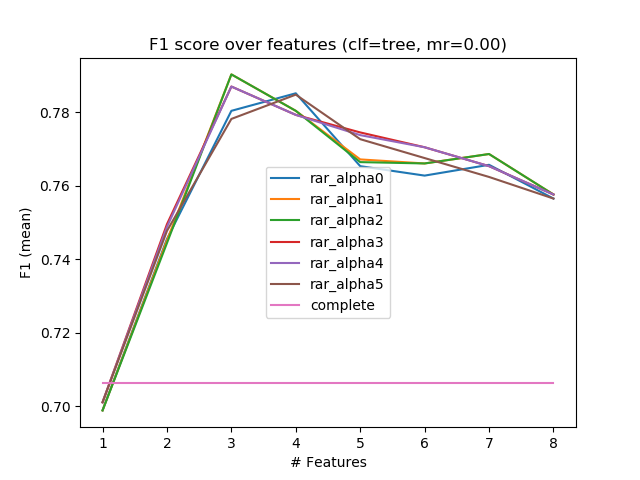 F1 score over features (clf=tree, mr=0.00)
F1 (mean)
0.78
0.76
0.74
0.72
0.70
rar_alpha0
rar_alpha1
rar_alpha2
rar_alpha3
rar_alpha4
rar_alpha5
complete
1 2 3 4 5 6 7 8
# Features